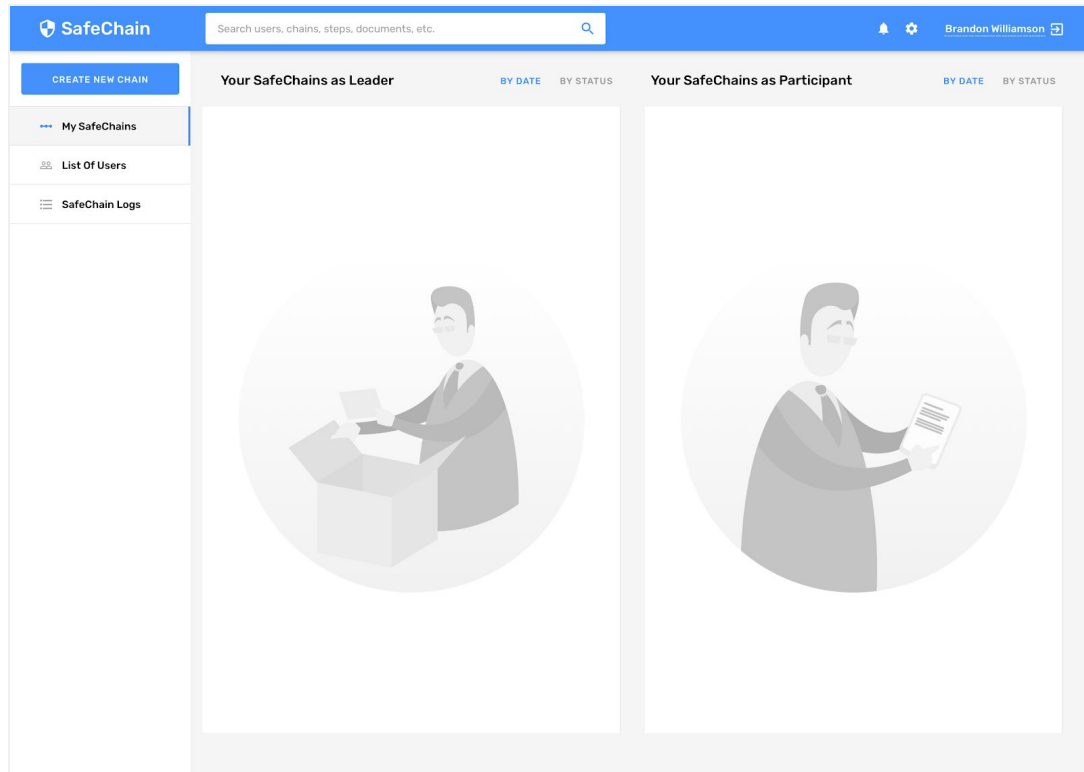 SafeChain
Search users, chains, steps, documents, etc.
Brandon Williamson
CREATE NEW CHAIN
My SafeChains
List Of Users
SafeChain Logs
Your SafeChains as Leader
BY DATE BY STATUS
Your SafeChains as Participant
BY DATE BY STATUS